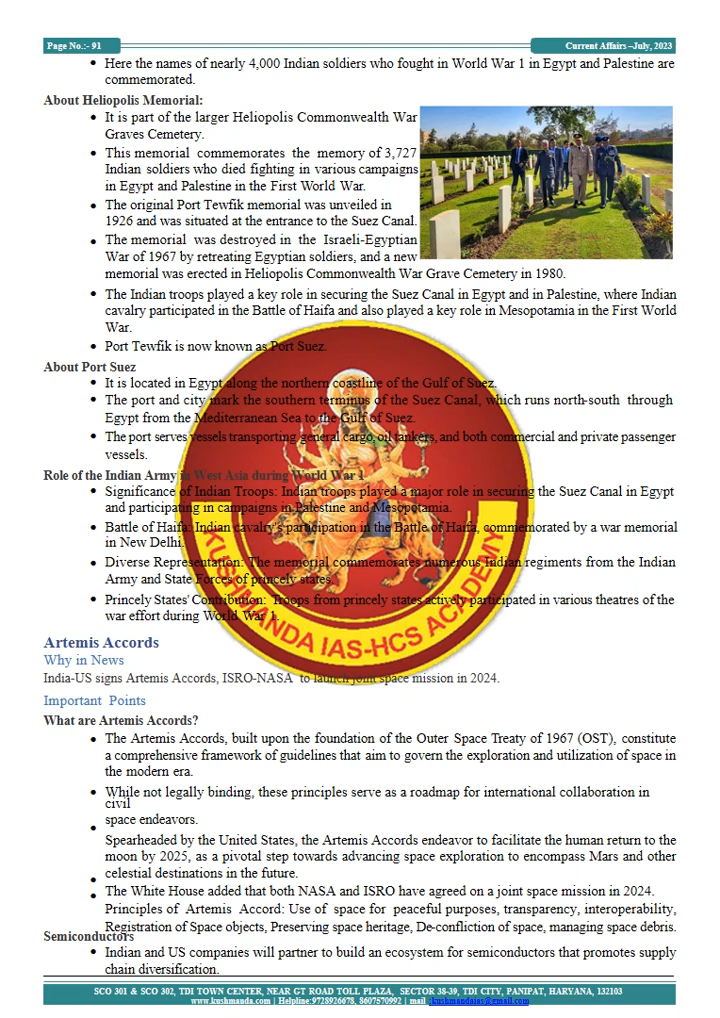 Page No.:- 91
Current Affairs –July, 2023
• Here the names of nearly 4,000 Indian soldiers who fought in World War 1 in Egypt and Palestine are
commemorated.
About Heliopolis Memorial:
• It is part of the larger Heliopolis Commonwealth War
Graves Cemetery.
• This memorial commemorates the memory of 3,727
Indian soldiers who died fighting in various campaigns
in Egypt and Palestine in the First World War.
• The original Port Tewfik memorial was unveiled in
1926 and was situated at the entrance to the Suez Canal.
• The memorial was destroyed in the Israeli-Egyptian
War of 1967 by retreating Egyptian soldiers, and a new
memorial was erected in Heliopolis Commonwealth War Grave Cemetery in 1980.
• The Indian troops played a key role in securing the Suez Canal in Egypt and in Palestine, where Indian
cavalry participated in the Battle of Haifa and also played a key role in Mesopotamia in the First World
War.
• Port Tewfik is now known as Port Suez.
About Port Suez
• It is located in Egypt along the northern coastline of the Gulf of Suez.
• The port and city mark the southern terminus of the Suez Canal, which runs north-south through
Egypt from the Mediterranean Sea to the Gulf of Suez.
• The port serves vessels transporting general cargo, oil tankers, and both commercial and private passenger
vessels.
Role of the Indian Army in West Asia during World War 1
• Significance of Indian Troops: Indian troops played a major role in securing the Suez Canal in Egypt
and participating in campaigns in Palestine and Mesopotamia.
• Battle of Haifa: Indian cavalry's participation in the Battle of Haifa, commemorated by a war memorial
in New Delhi.
• Diverse Representation: The memorial commemorates numerous Indian regiments from the Indian
Army and State Forces of princely states.
• Princely States' Contribution: Troops from princely states actively participated in various theatres of the
war effort during World War 1.
KUSHMANDA IAS-HCS ACADEMY
Artemis Accords
Why in News
India-US signs Artemis Accords, ISRO-NASA to launch joint space mission in 2024.
Important Points
What are Artemis Accords?
• The Artemis Accords, built upon the foundation of the Outer Space Treaty of 1967 (OST), constitute
a comprehensive framework of guidelines that aim to govern the exploration and utilization of space in
the modern era.
• While not legally binding, these principles serve as a roadmap for international collaboration in
civil
space endeavors.
• Spearheaded by the United States, the Artemis Accords endeavor to facilitate the human return to the
moon by 2025, as a pivotal step towards advancing space exploration to encompass Mars and other
celestial destinations in the future.
• The White House added that both NASA and ISRO have agreed on a joint space mission in 2024.
• Principles of Artemis Accord: Use of space for peaceful purposes, transparency, interoperability,
Registration of Space objects, Preserving space heritage, De-confliction of space, managing space debris.
Semiconductors
• Indian and US companies will partner to build an ecosystem for semiconductors that promotes supply
chain diversification.
SCO 301 & SCO 302, TDI TOWN CENTER, NEAR GT ROAD TOLL PLAZA, SECTOR 38-39, TDI CITY, PANIPAT, HARYANA, 132103
www.kushmanda.com | Helpline:9728926678, 8607570992 | mail :kushmandaias@gmail.com